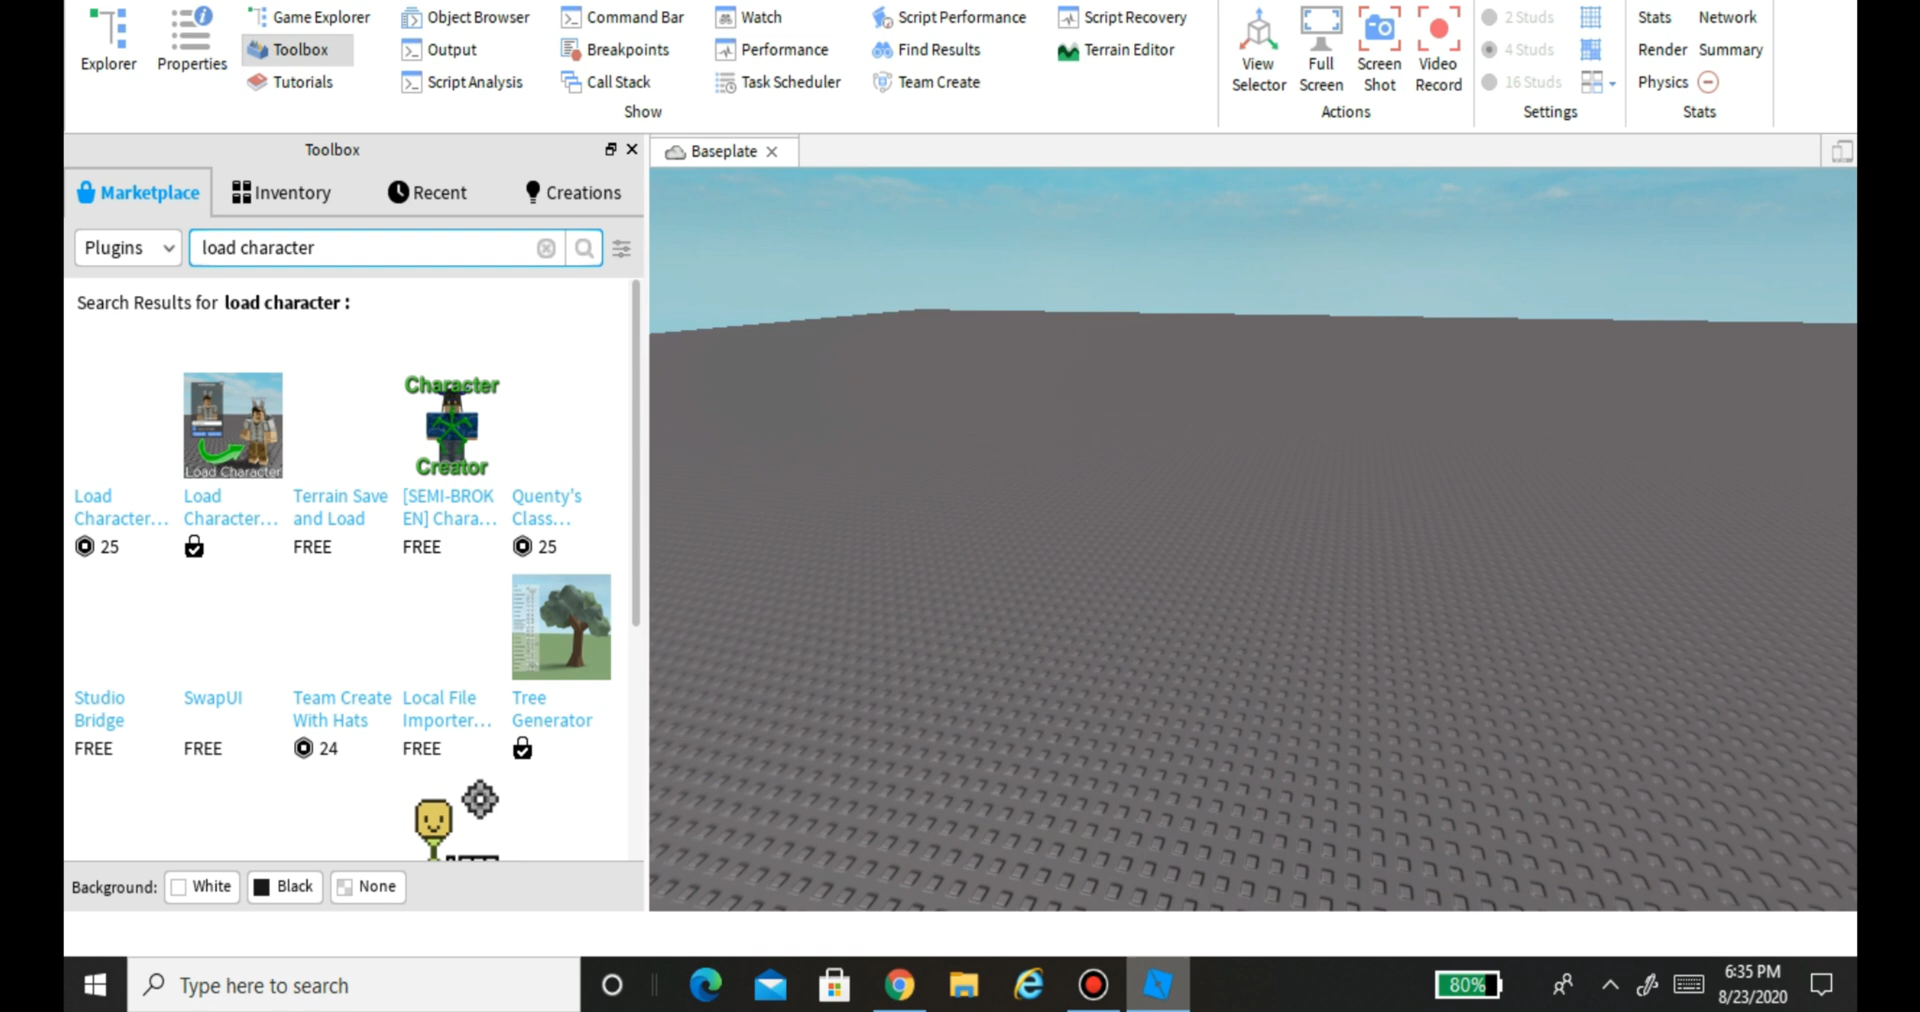 Explorer
Properties
Game Explorer
Toolbox
Tutorials
Object Browser
Output
Script Analysis
Command Bar
Breakpoints
Call Stack
Watch
Performance
Task Scheduler
Script Performance
Find Results
Team Create
Script Recovery
Terrain Editor
Show
View
Selector
Full
Screen
Screen
Shot
Video
Record
Actions
2 Studs
4 Studs
16 Studs
Settings
Stats Network
Render Summary
Physics
Stats
Toolbox
Baseplate
Marketplace
Inventory
Recent
Creations
Plugins
load character
Search Results for load character :
Character
Creator
Load Character
Load
Character...
25
Load
Character...
Terrain Save
and Load
FREE
[SEMI-BROK
EN] Chara...
FREE
Quenty's
Class...
25
Studio
Bridge
FREE
SwapUI
FREE
Team Create
With Hats
24
Local File
Importer...
FREE
Tree
Generator
Background: White Black None
Type here to search
80%
6:35 PM
8/23/2020